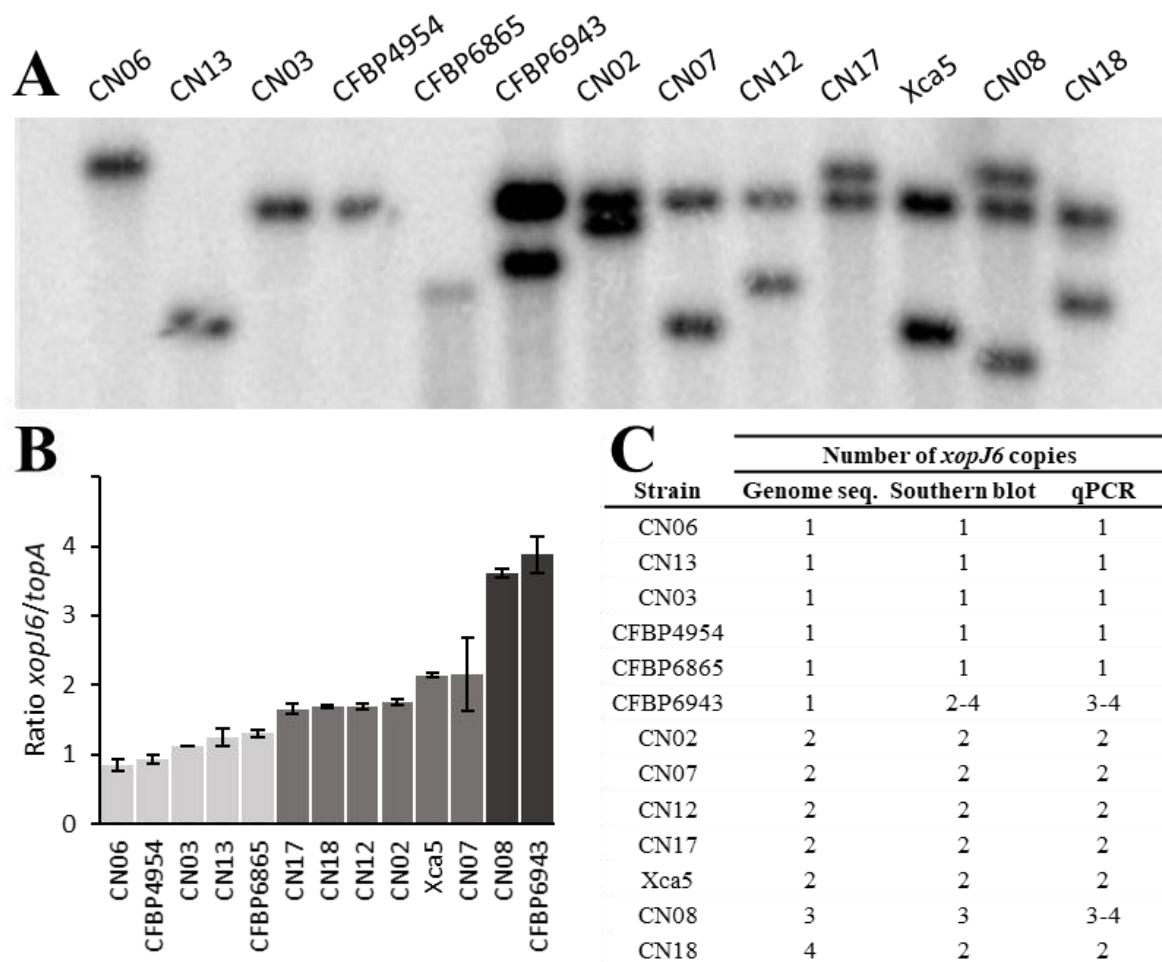 A
CN06 CN13 CN03 CFBP4954 CFBP6865 CFBP6943 CN02 CN07 CN12 CN17 Xca5 CN08 CN18
B
Ratio xopJ6/topA
4
3
2
1
0
CN06 CFBP4954 CN03 CN13 CFBP6865 CN17 CN18 CN12 CN02 Xca5 CN07 CN08 CFBP6943
C
Number of xopJ6 copies
Strain Genome seq. Southern blot qPCR
CN06 1 1 1
CN13 1 1 1
CN03 1 1 1
CFBP4954 1 1 1
CFBP6865 1 1 1
CFBP6943 1 2-4 3-4
CN02 2 2 2
CN07 2 2 2
CN12 2 2 2
CN17 2 2 2
Xca5 2 2 2
CN08 3 3 3-4
CN18 4 2 2